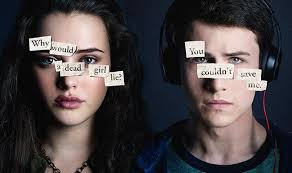 Why
would
a dead
girl
lie?
You
couldn't
save
me.